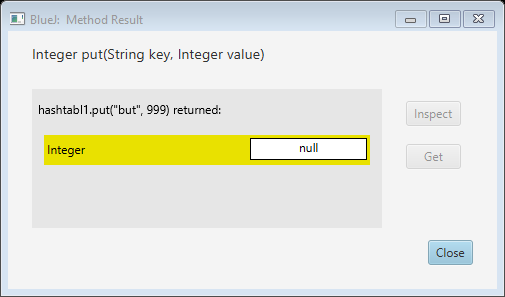 BlueJ:  Method Result
Integer put(String key, Integer value)
hashtabl1.put("but", 999) returned:
Inspect
Integer
null
Get
Close